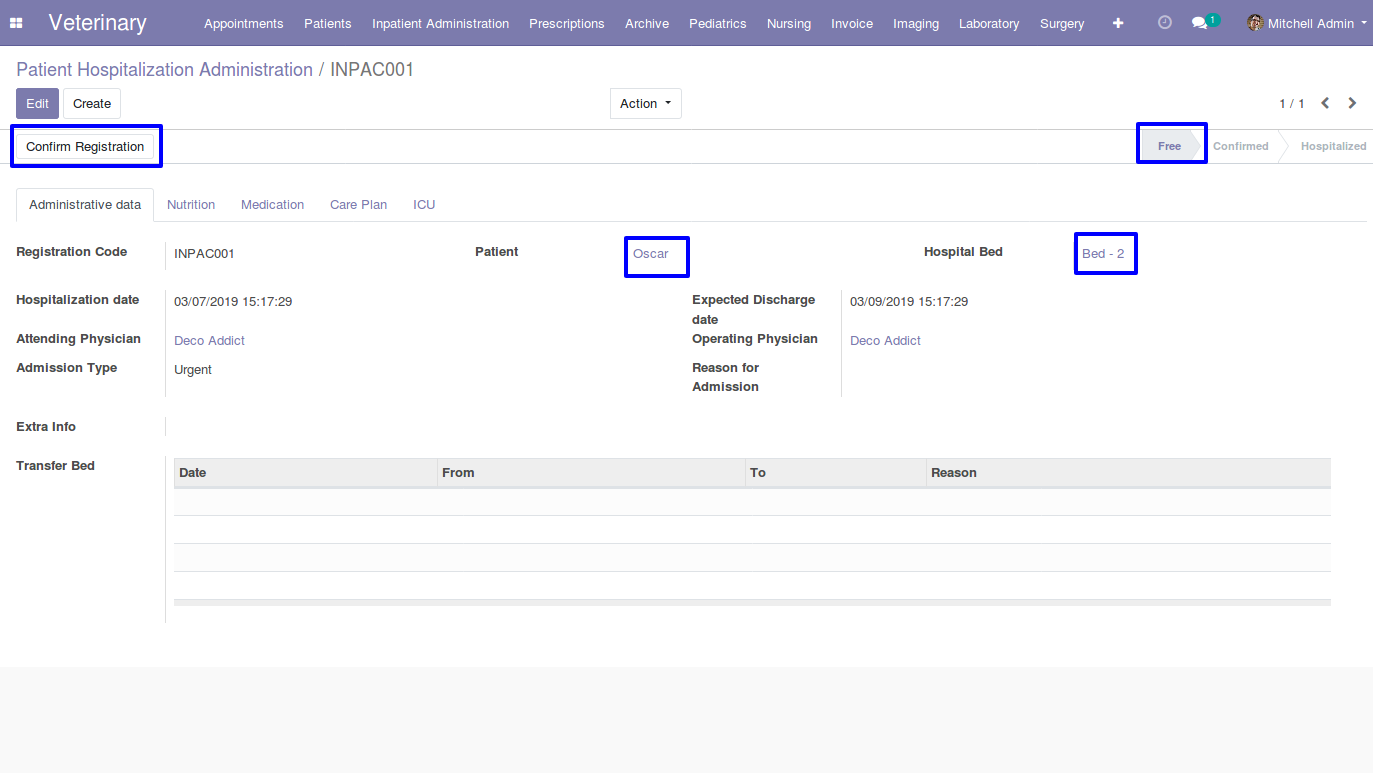 Veterinary Appointments Patients Inpatient Administration Prescriptions Archive Pediatrics Nursing Invoice Imaging Laboratory Surgery 1 Mitchell Admin
Patient Hospitalization Administration / INPAC001
Edit Create Action 1 / 1
Confirm Registration Free Confirmed Hospitalized
Administrative data Nutrition Medication Care Plan ICU
Registration Code INPAC001 Patient Oscar Hospital Bed Bed - 2
Hospitalization date 03/07/2019 15:17:29 Expected Discharge 03/09/2019 15:17:29
date
Attending Physician Deco Addict Operating Physician Deco Addict
Admission Type Urgent Reason for
Admission
Extra Info
Transfer Bed
Date From To Reason